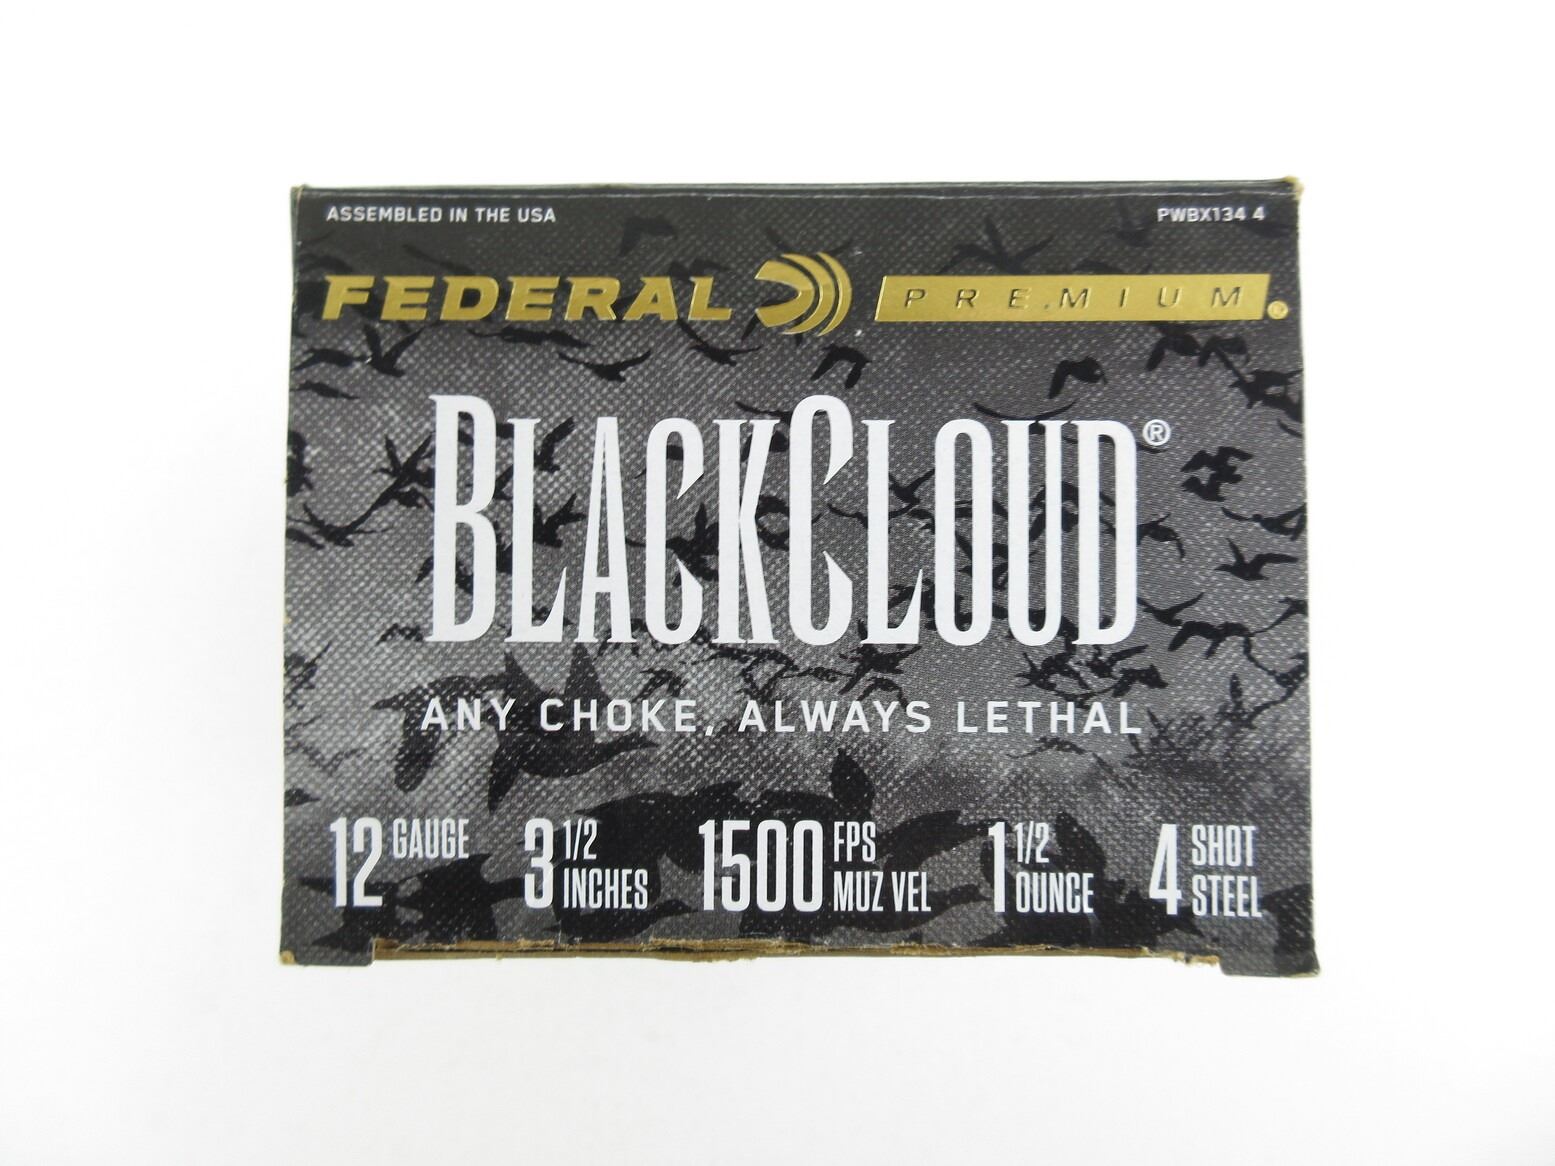 ASSEMBLED IN THE USA
PWBX134 4
FEDERAL PREMIUM®
BLACKCLOUD®
ANY CHOKE, ALWAYS LETHAL
12 GAUGE
3 1/2 INCHES
1500 FPS MUZ VEL
1 1/2 OUNCE
4 SHOT STEEL